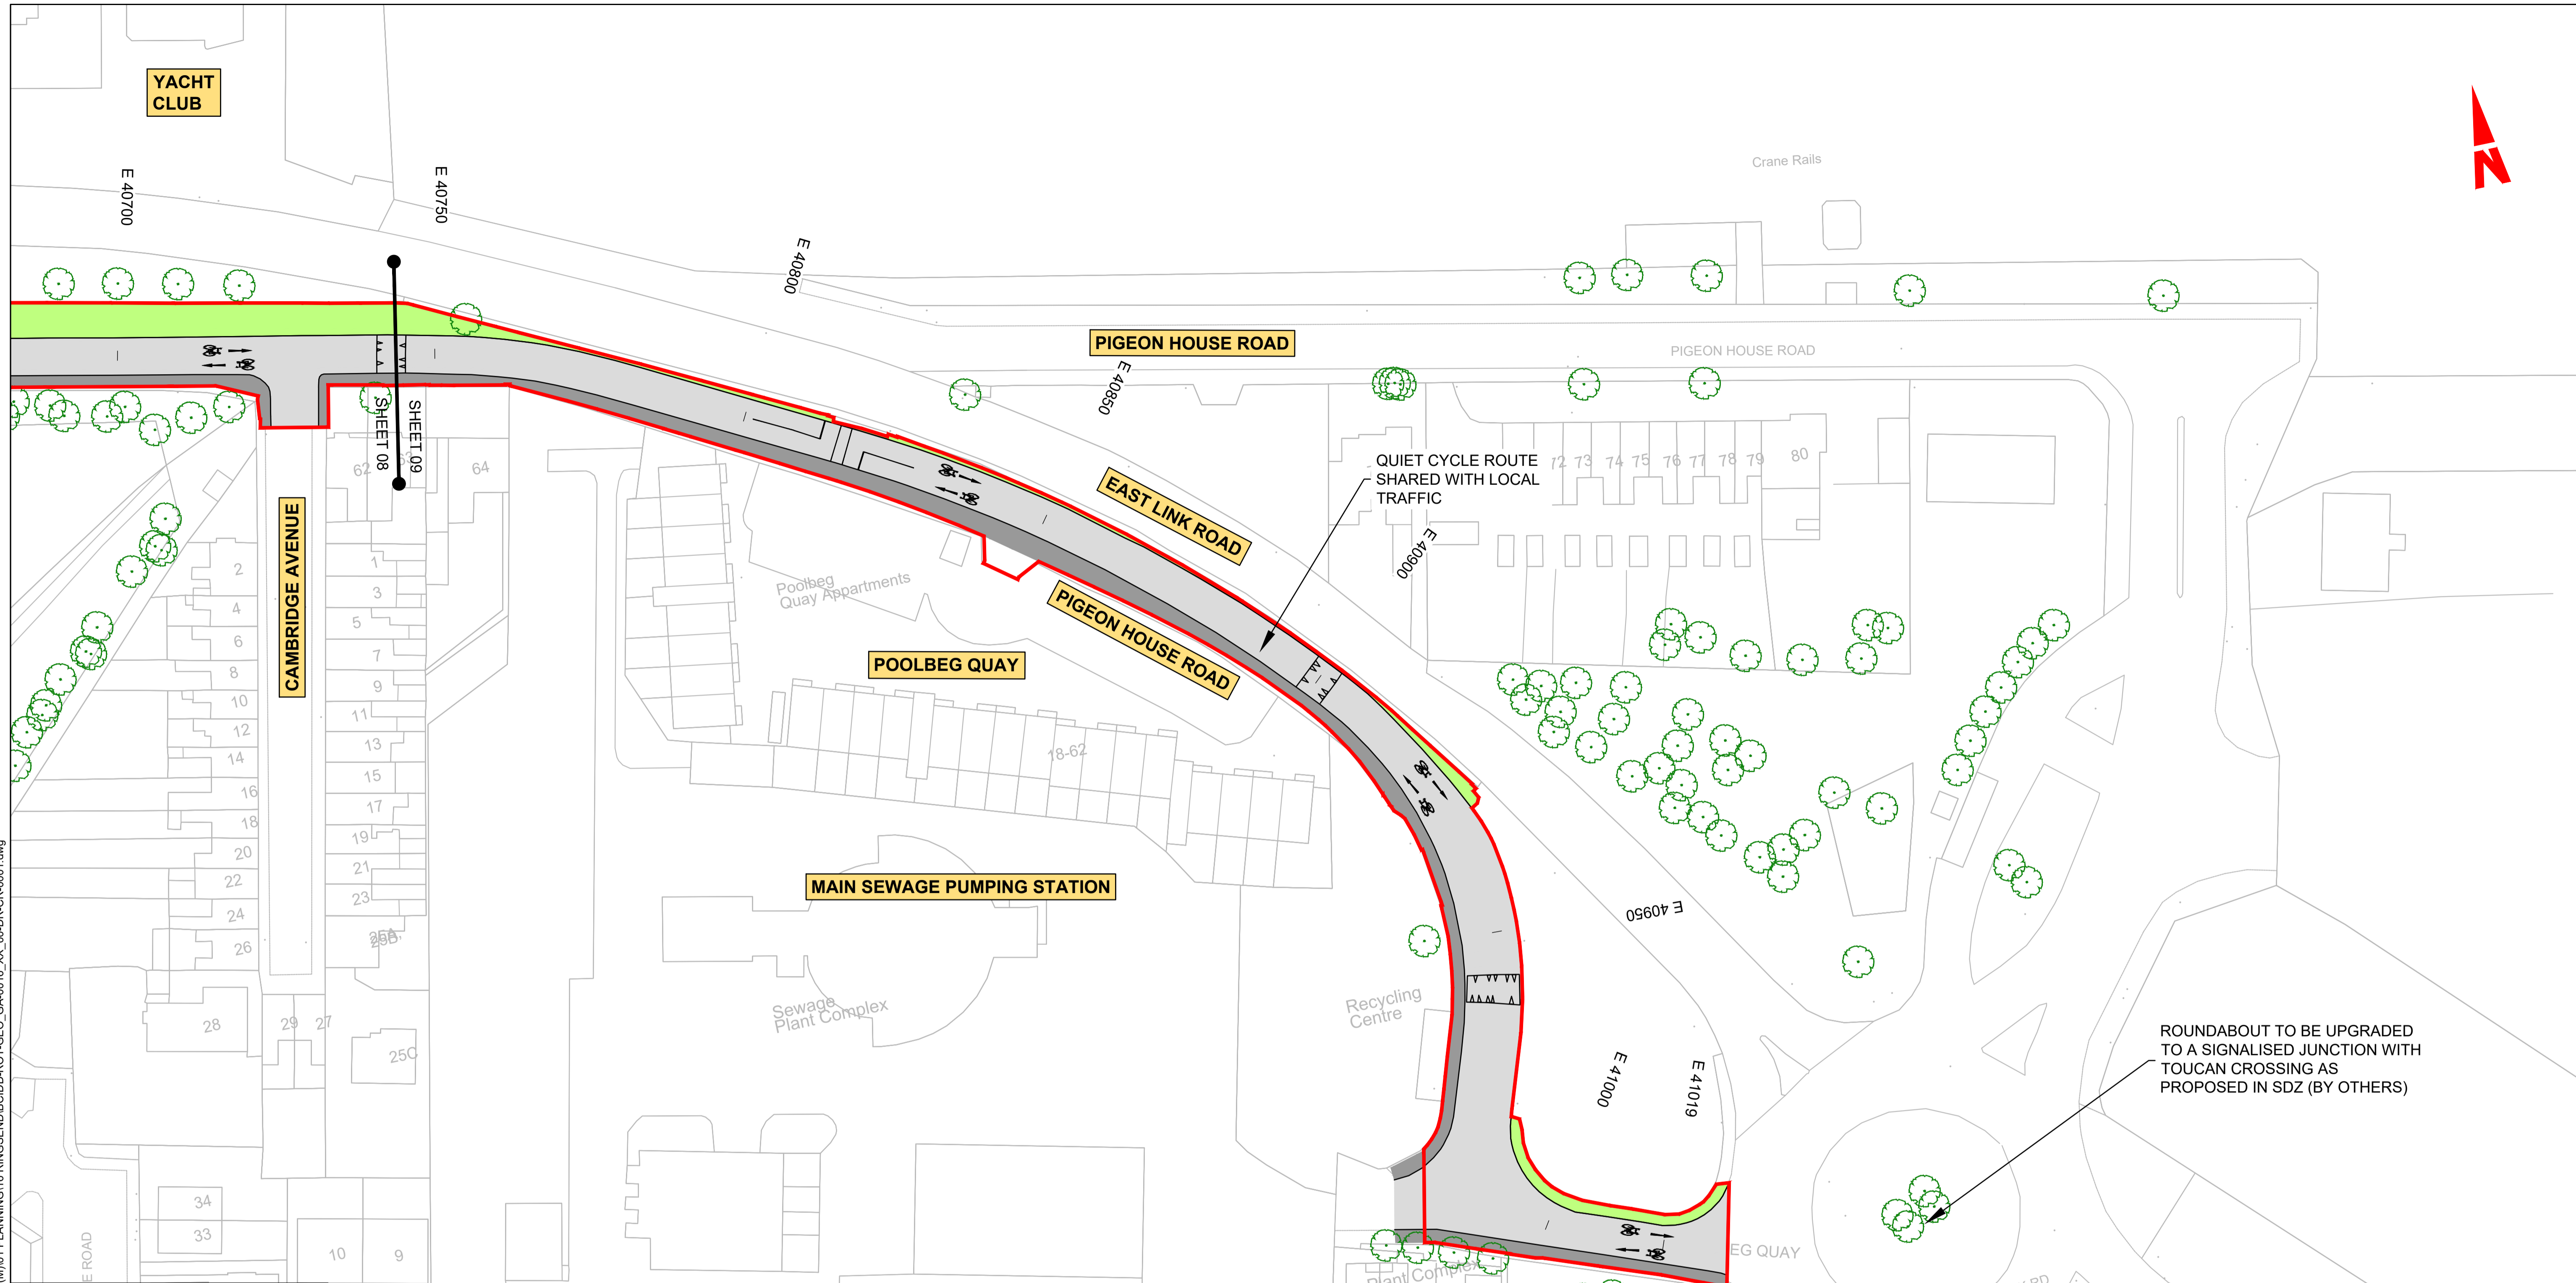 YACHT
CLUB
E 40700
E 40750
E 40800
Crane Rails
N
PIGEON HOUSE ROAD
PIGEON HOUSE ROAD
E 40850
SHEET 08
SHEET 09
62
63
64
QUIET CYCLE ROUTE
SHARED WITH LOCAL
TRAFFIC
72 73 74 75 76 77 78 79 80
EAST LINK ROAD
E 40900
CAMBRIDGE AVENUE
Poolbeg
Quay Appartments
PIGEON HOUSE ROAD
POOLBEG QUAY
18-62
2
4
6
8
10
12
14
16
18
20
22
24
26
1
3
5
7
9
11
13
15
17
19
21
23
MAIN SEWAGE PUMPING STATION
E 40950
Sewage
Plant Complex
Recycling
Centre
28
29
27
25C
E 41000
E 41019
ROUNDABOUT TO BE UPGRADED
TO A SIGNALISED JUNCTION WITH
TOUCAN CROSSING AS
PROPOSED IN SDZ (BY OTHERS)
34
33
10
9
E ROAD
EG QUAY
Plant Complex